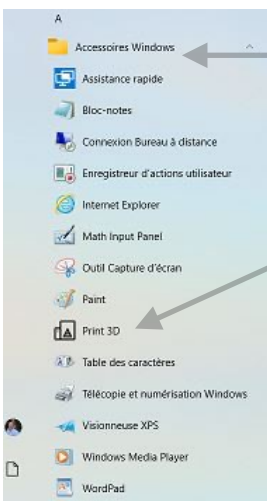 A
Accessoires Windows
Assistance rapide
Bloc-notes
Connexion Bureau à distance
Enregistreur d'actions utilisateur
Internet Explorer
Math Input Panel
Outil Capture d'écran
Paint
Print 3D
Table des caractères
Télécopie et numérisation Windows
Visionneuse XPS
Windows Media Player
WordPad